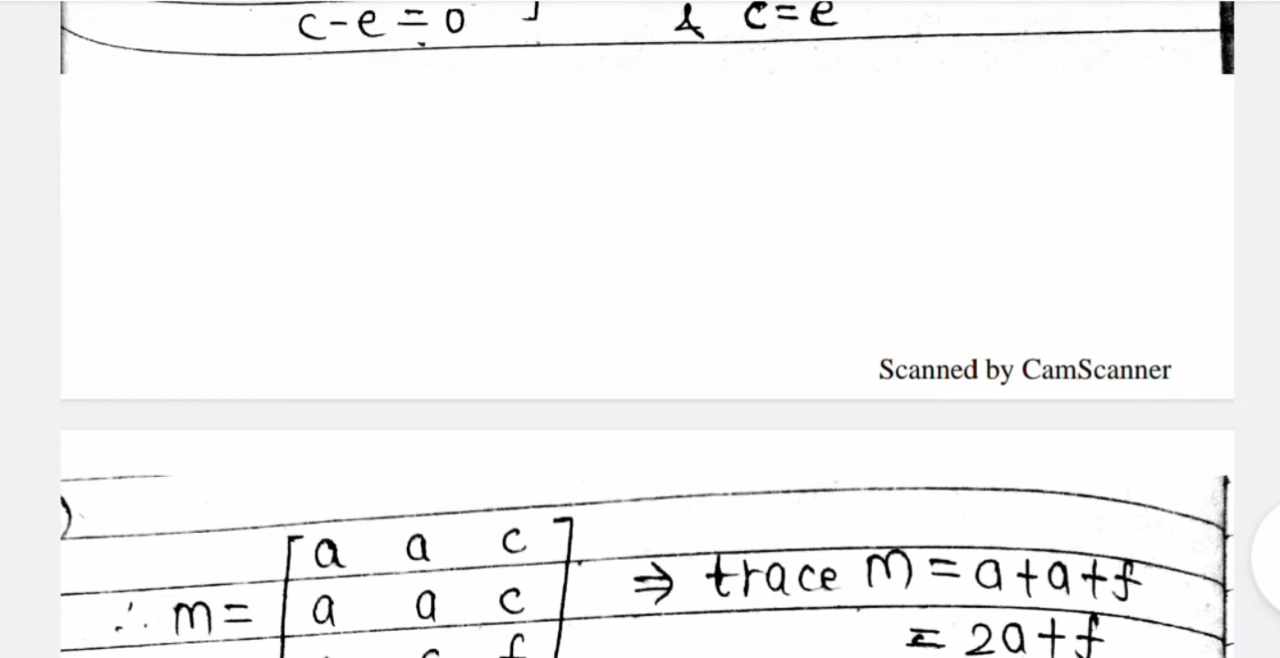 c-e=0 ] & c=e
Scanned by CamScanner
)
[ a a c ]
∴ m= a a c ⇒ trace m = a+a+f
c f = 2a+f